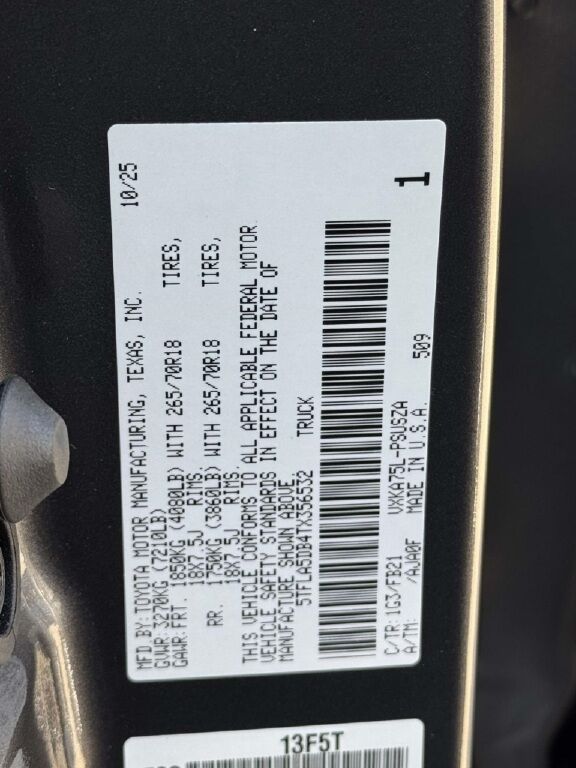 MFD BY:TOYOTA MOTOR MANUFACTURING, TEXAS, INC. 10/25
GVWR:3270KG (7210LB)
GAWR:FRT. 1850KG (4080LB) WITH 265/70R18 TIRES,
18X7.5J RIMS
RR. 1750KG (3860LB) WITH 265/70R18 TIRES,
18X7.5J RIMS.
THIS VEHICLE CONFORMS TO ALL APPLICABLE FEDERAL MOTOR
VEHICLE SAFETY STANDARDS IN EFFECT ON THE DATE OF
MANUFACTURE SHOWN ABOVE.
5TFLA5DB4TX356532 TRUCK
1
C/TR:1G3/FB21 VXKA75L-PSUSZA
A/TM: /AJA0F MADE IN U.S.A. 509
13F5T